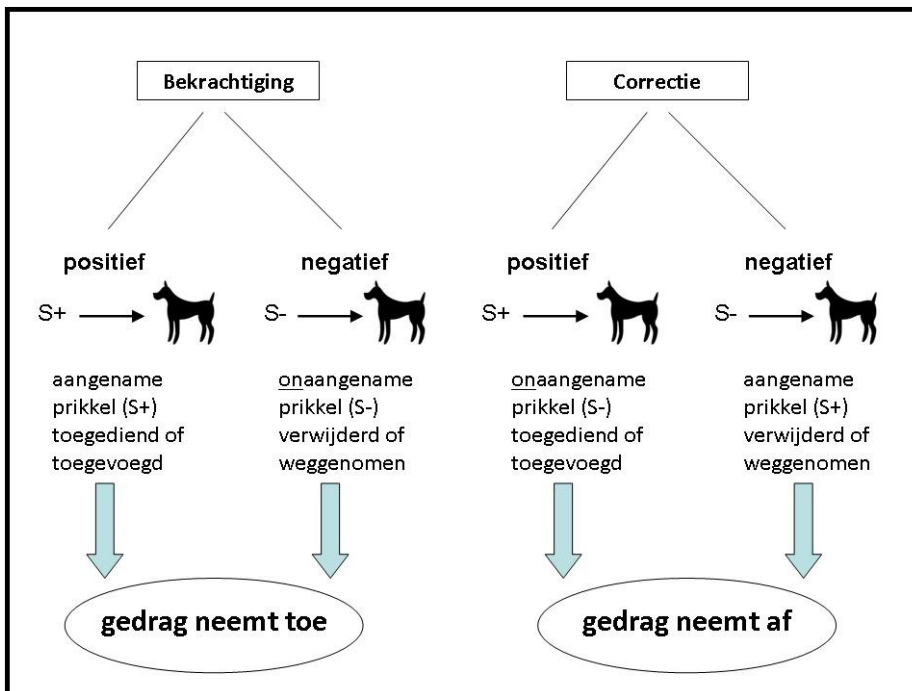 Bekrachtiging
Correctie
positief
negatief
positief
negatief
S+
S-
S+
S-
aangename
prikkel (S+)
toegediend of
toegevoegd
onaangename
prikkel (S-)
verwijderd of
weggenomen
onaangename
prikkel (S-)
toegediend of
toegevoegd
aangename
prikkel (S+)
verwijderd of
weggenomen
gedrag neemt toe
gedrag neemt af